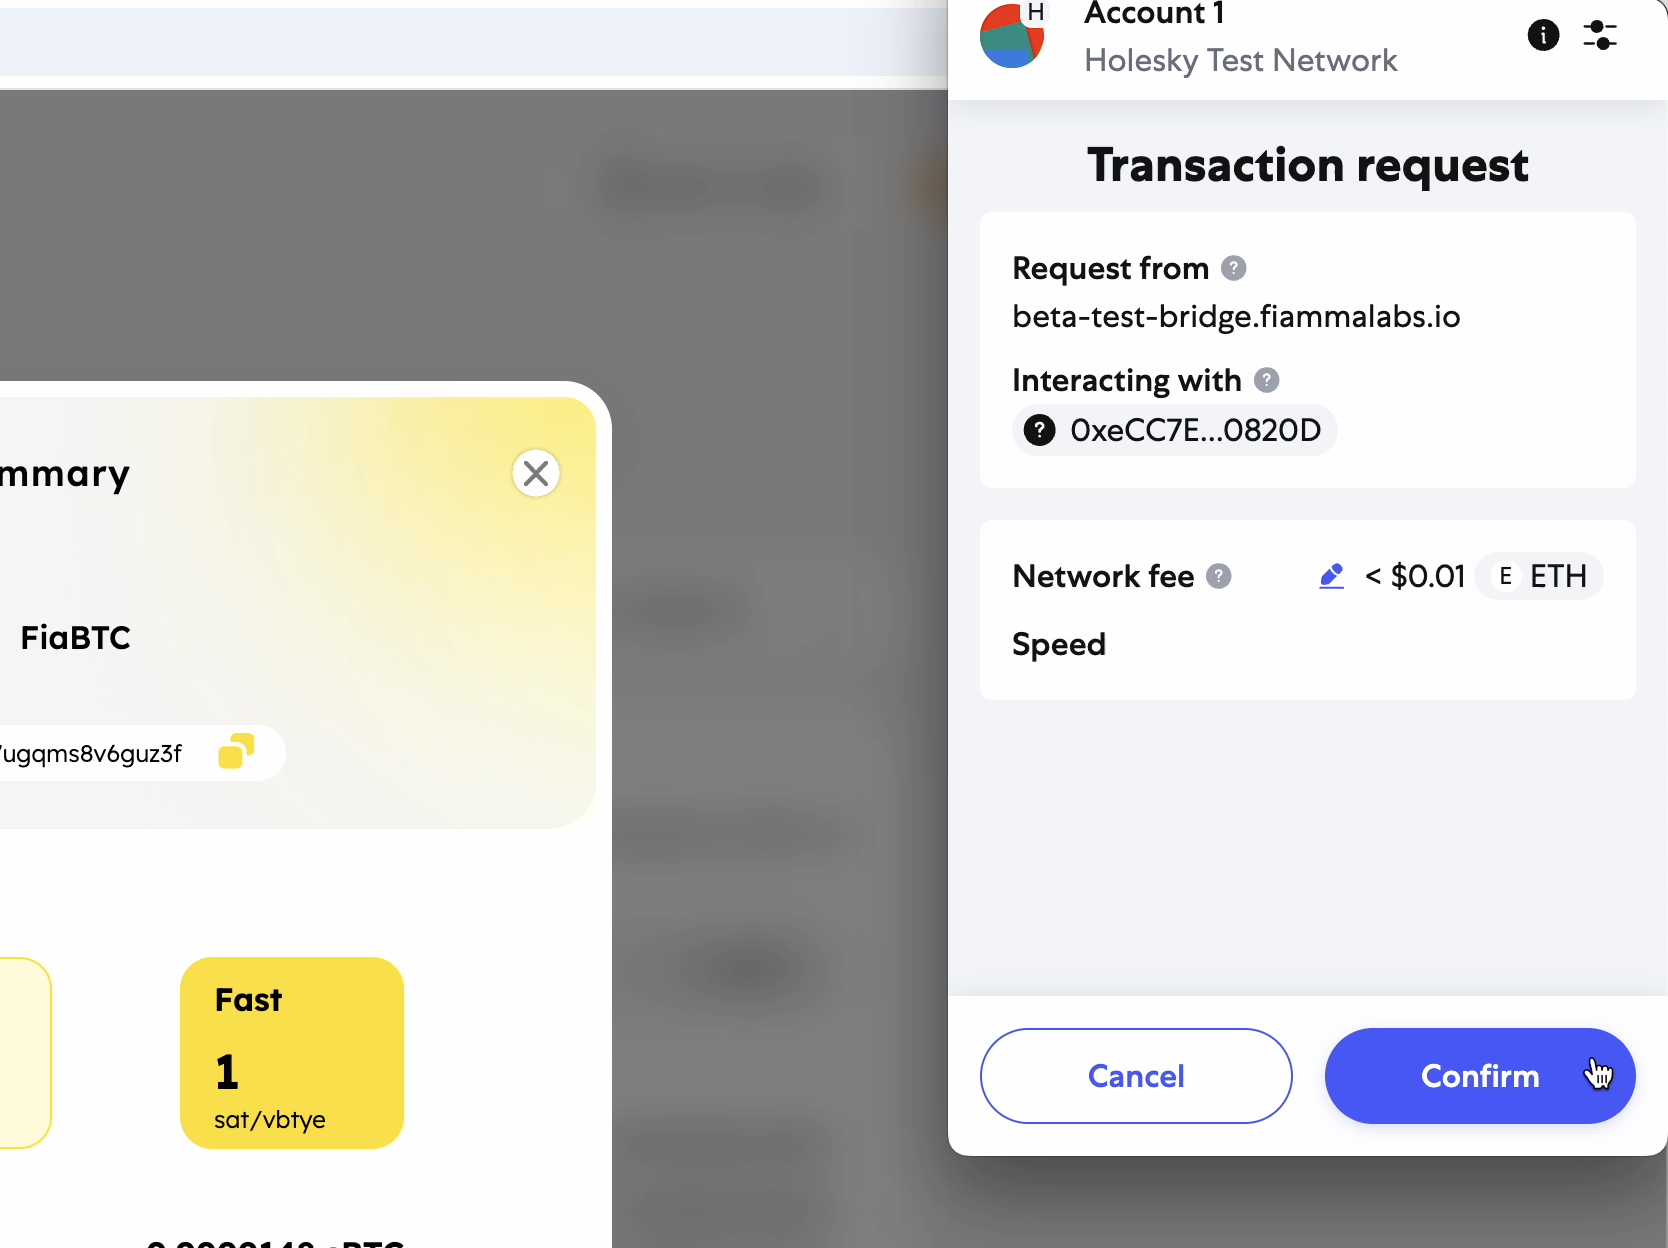 H
Account 1
Holesky Test Network
Transaction request
Request from
beta-test-bridge.fiammalabs.io
Interacting with
0xeCC7E...0820D
Network fee
< $0.01 E ETH
Speed
Cancel
Confirm
mmary
FiaBTC
ugqms8v6guz3f
Fast
1
sat/vbtye